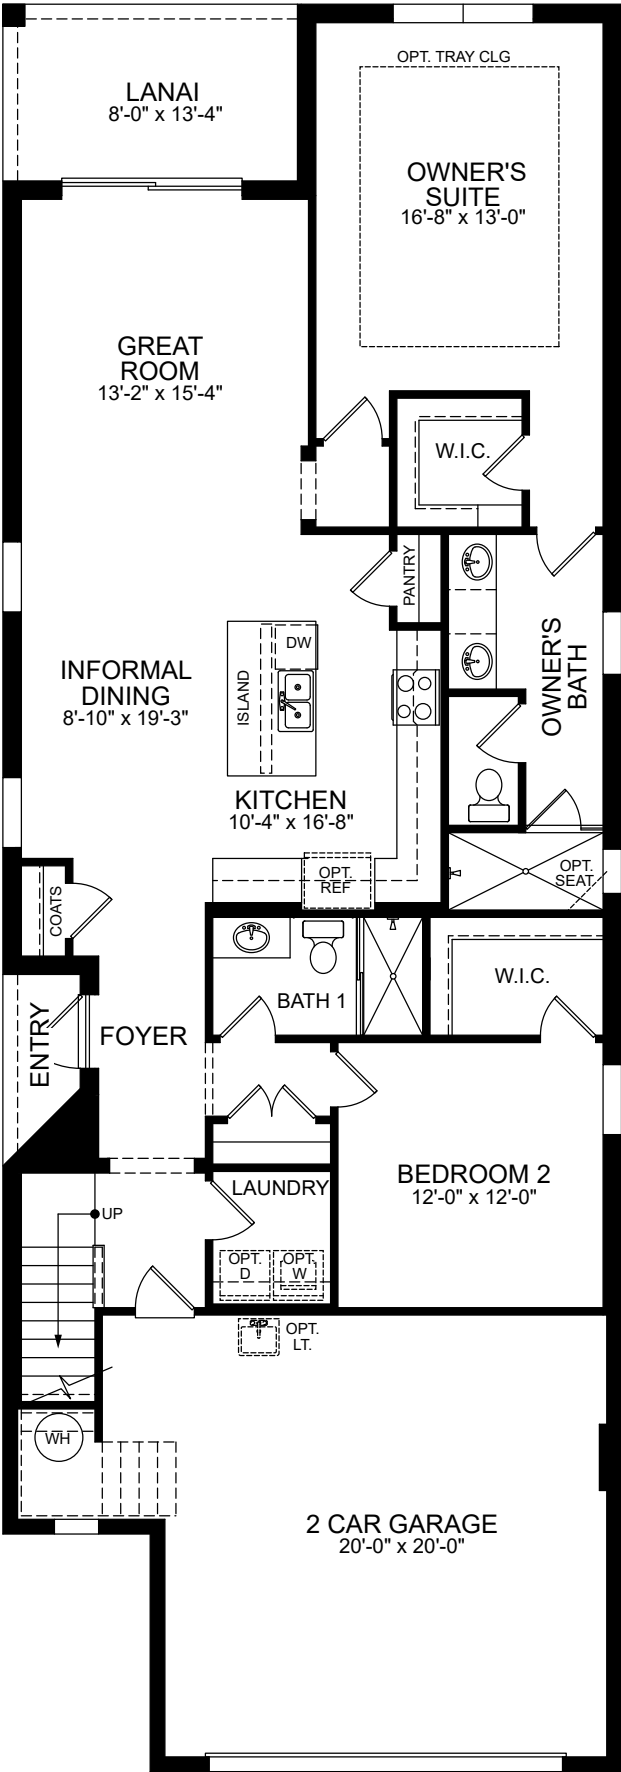 OPT. TRAY CLG
LANAI
8'-0" x 13'-4"
OWNER'S
SUITE
16'-8" x 13'-0"
GREAT
ROOM
13'-2" x 15'-4"
W.I.C.
PANTRY
DW
ISLAND
INFORMAL
DINING
8'-10" x 19'-3"
OWNER'S
BATH
KITCHEN
10'-4" x 16'-8"
OPT.
REF
OPT.
SEAT
COATS
W.I.C.
BATH 1
ENTRY
FOYER
BEDROOM 2
12'-0" x 12'-0"
LAUNDRY
UP
OPT.
D
OPT.
W
OPT.
LT.
WH
2 CAR GARAGE
20'-0" x 20'-0"